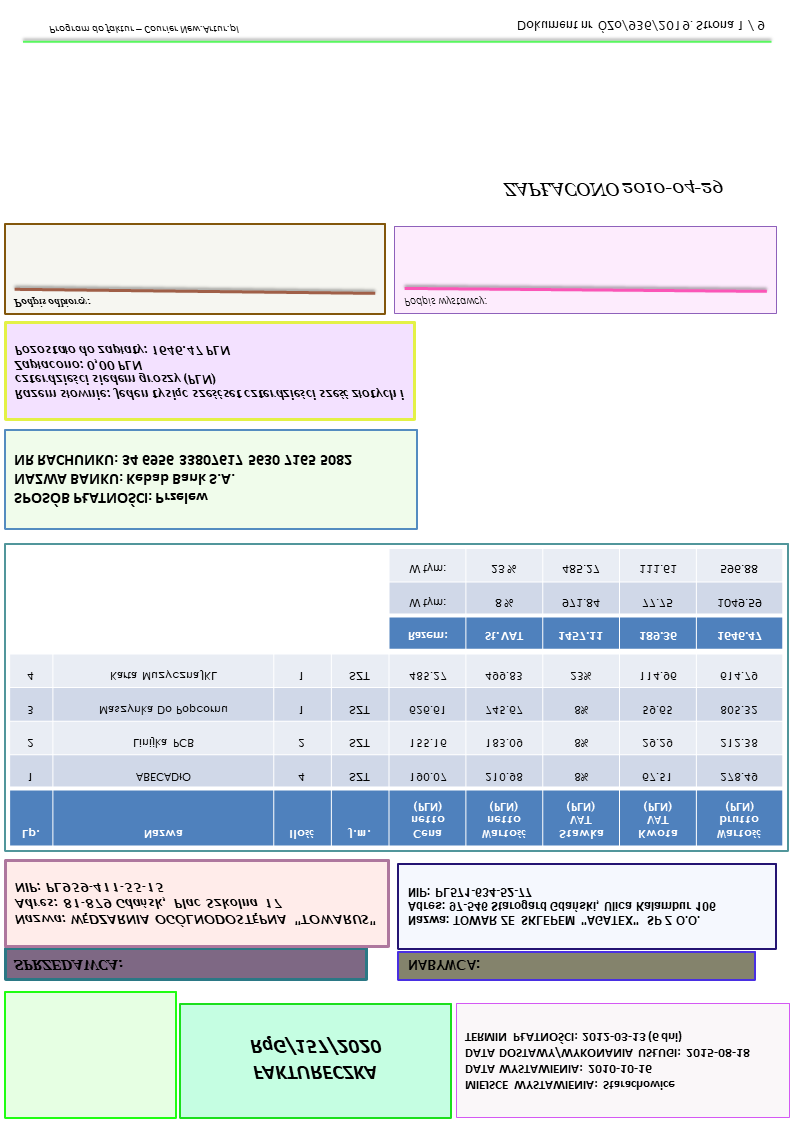 FAKTURECZKA
RąG/157/2020
MIEJSCE WYSTAWIENIA: Starachowice
DATA WYSTAWIENIA: 2010-10-16
DATA DOSTAWY/WYKONANIA USŁUGI: 2015-08-18
TERMIN PŁATNOŚCI: 2012-03-13 (6 dni)
SPRZEDAWCA:
Nazwa: WĘDZARNIA OGÓLNODOSTĘPNA "TOWARUS"
Adres: 81-879 Gdańsk, Plac Szkolna 17
NIP: PL959-411-55-15
NABYWCA:
Nazwa: TOWAR ZE SKLEPEM "AGATEX" SP Z O.O.
Adres: 97-546 Starogard Gdański, Ulica Kalambur 106
NIP: PL571-634-52-77
Lp. Nazwa Ilość J.m. Cena netto (PLN) Wartość netto (PLN) Stawka VAT (PLN) Kwota VAT (PLN) Wartość brutto (PLN)
1 ABECADłO 4 SZT 190.07 210.98 8% 67.51 278.49
2 Linijka PCB 2 SZT 155.16 183.09 8% 29.29 212.38
3 Maszynka Do Popcornu 1 SZT 626.61 745.67 8% 59.65 805.32
4 Karta MuzycznaJKL 1 SZT 485.27 499.83 23% 114.96 614.79
Razem: St.VAT 1457.11 189.36 1646.47
W tym: 8% 971.84 77.75 1049.59
W tym: 23% 485.27 111.61 596.88
SPOSÓB PŁATNOŚCI: Przelew
NAZWA BANKU: Kebab Bank S.A.
NR RACHUNKU: 34 6956 33807617 5630 7165 5082
Razem słownie: jeden tysiąc sześćset czterdzieści sześć złotych i
czterdzieści siedem groszy (PLN)
Zapłacono: 0,00 PLN
Pozostało do zapłaty: 1646.47 PLN
Podpis odbiory:
Podpis wystawcy:
ZAPŁACONO 2010-04-29
Program do faktur – Courier New.Artur.pl
Dokument nr ÓZo/936/2019. Strona 1 / 9